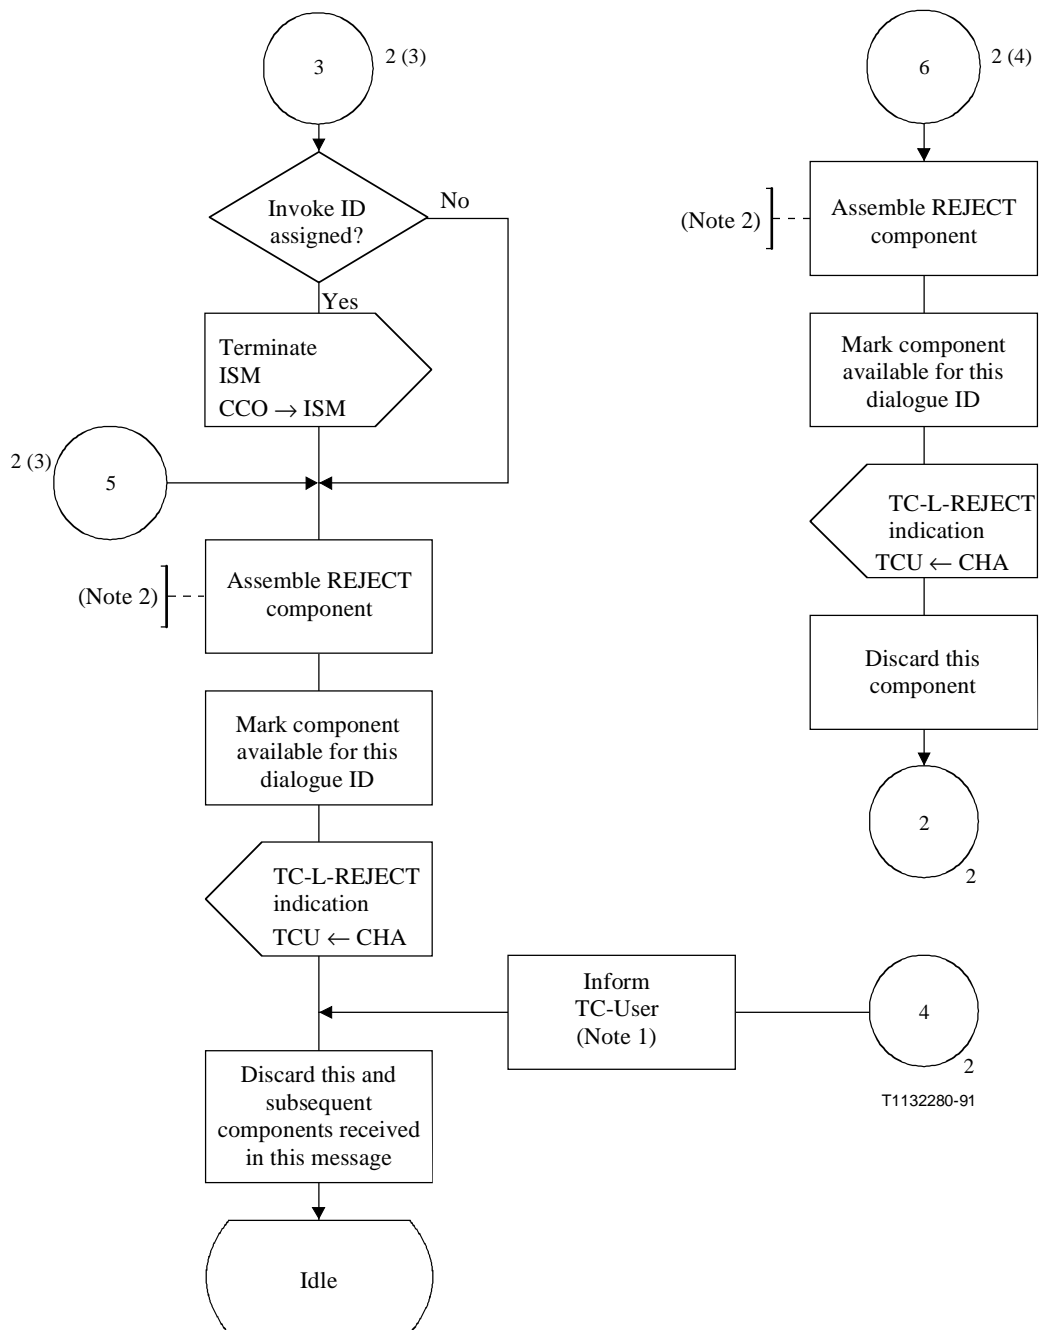 3
2 (3)
Invoke ID
assigned?
No
Yes
Terminate
ISM
CCO → ISM
2 (3)
5
(Note 2)
Assemble REJECT
component
Mark component
available for this
dialogue ID
TC-L-REJECT
indication
TCU ← CHA
Discard this and
subsequent
components received
in this message
Idle
6
2 (4)
(Note 2)
Assemble REJECT
component
Mark component
available for this
dialogue ID
TC-L-REJECT
indication
TCU ← CHA
Discard this
component
2
2
Inform
TC-User
(Note 1)
4
2
T1132280-91